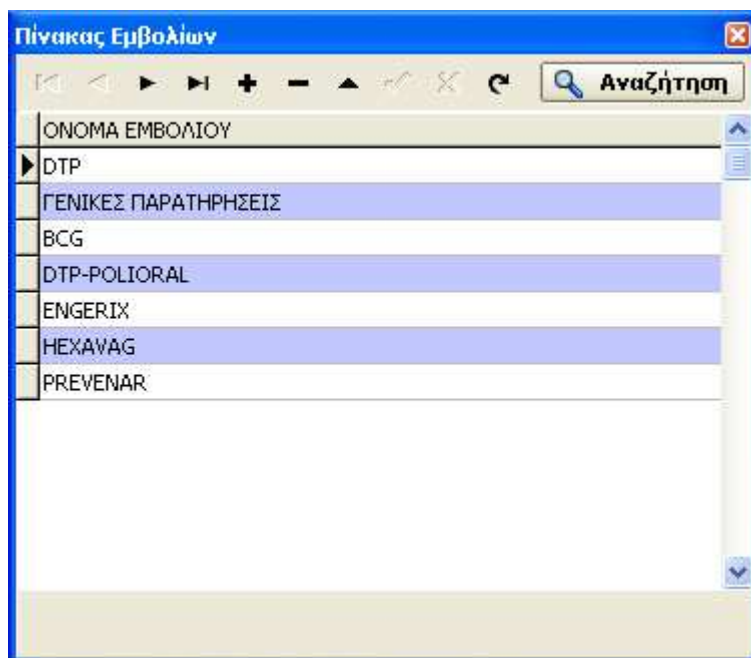 Πίνακας Εμβολίων
Αναζήτηση
ΟΝΟΜΑ ΕΜΒΟΛΙΟΥ
DTP
ΓΕΝΙΚΕΣ ΠΑΡΑΤΗΡΗΣΕΙΣ
BCG
DTP-POLIORAL
ENGERIX
HEXAVAG
PREVENAR